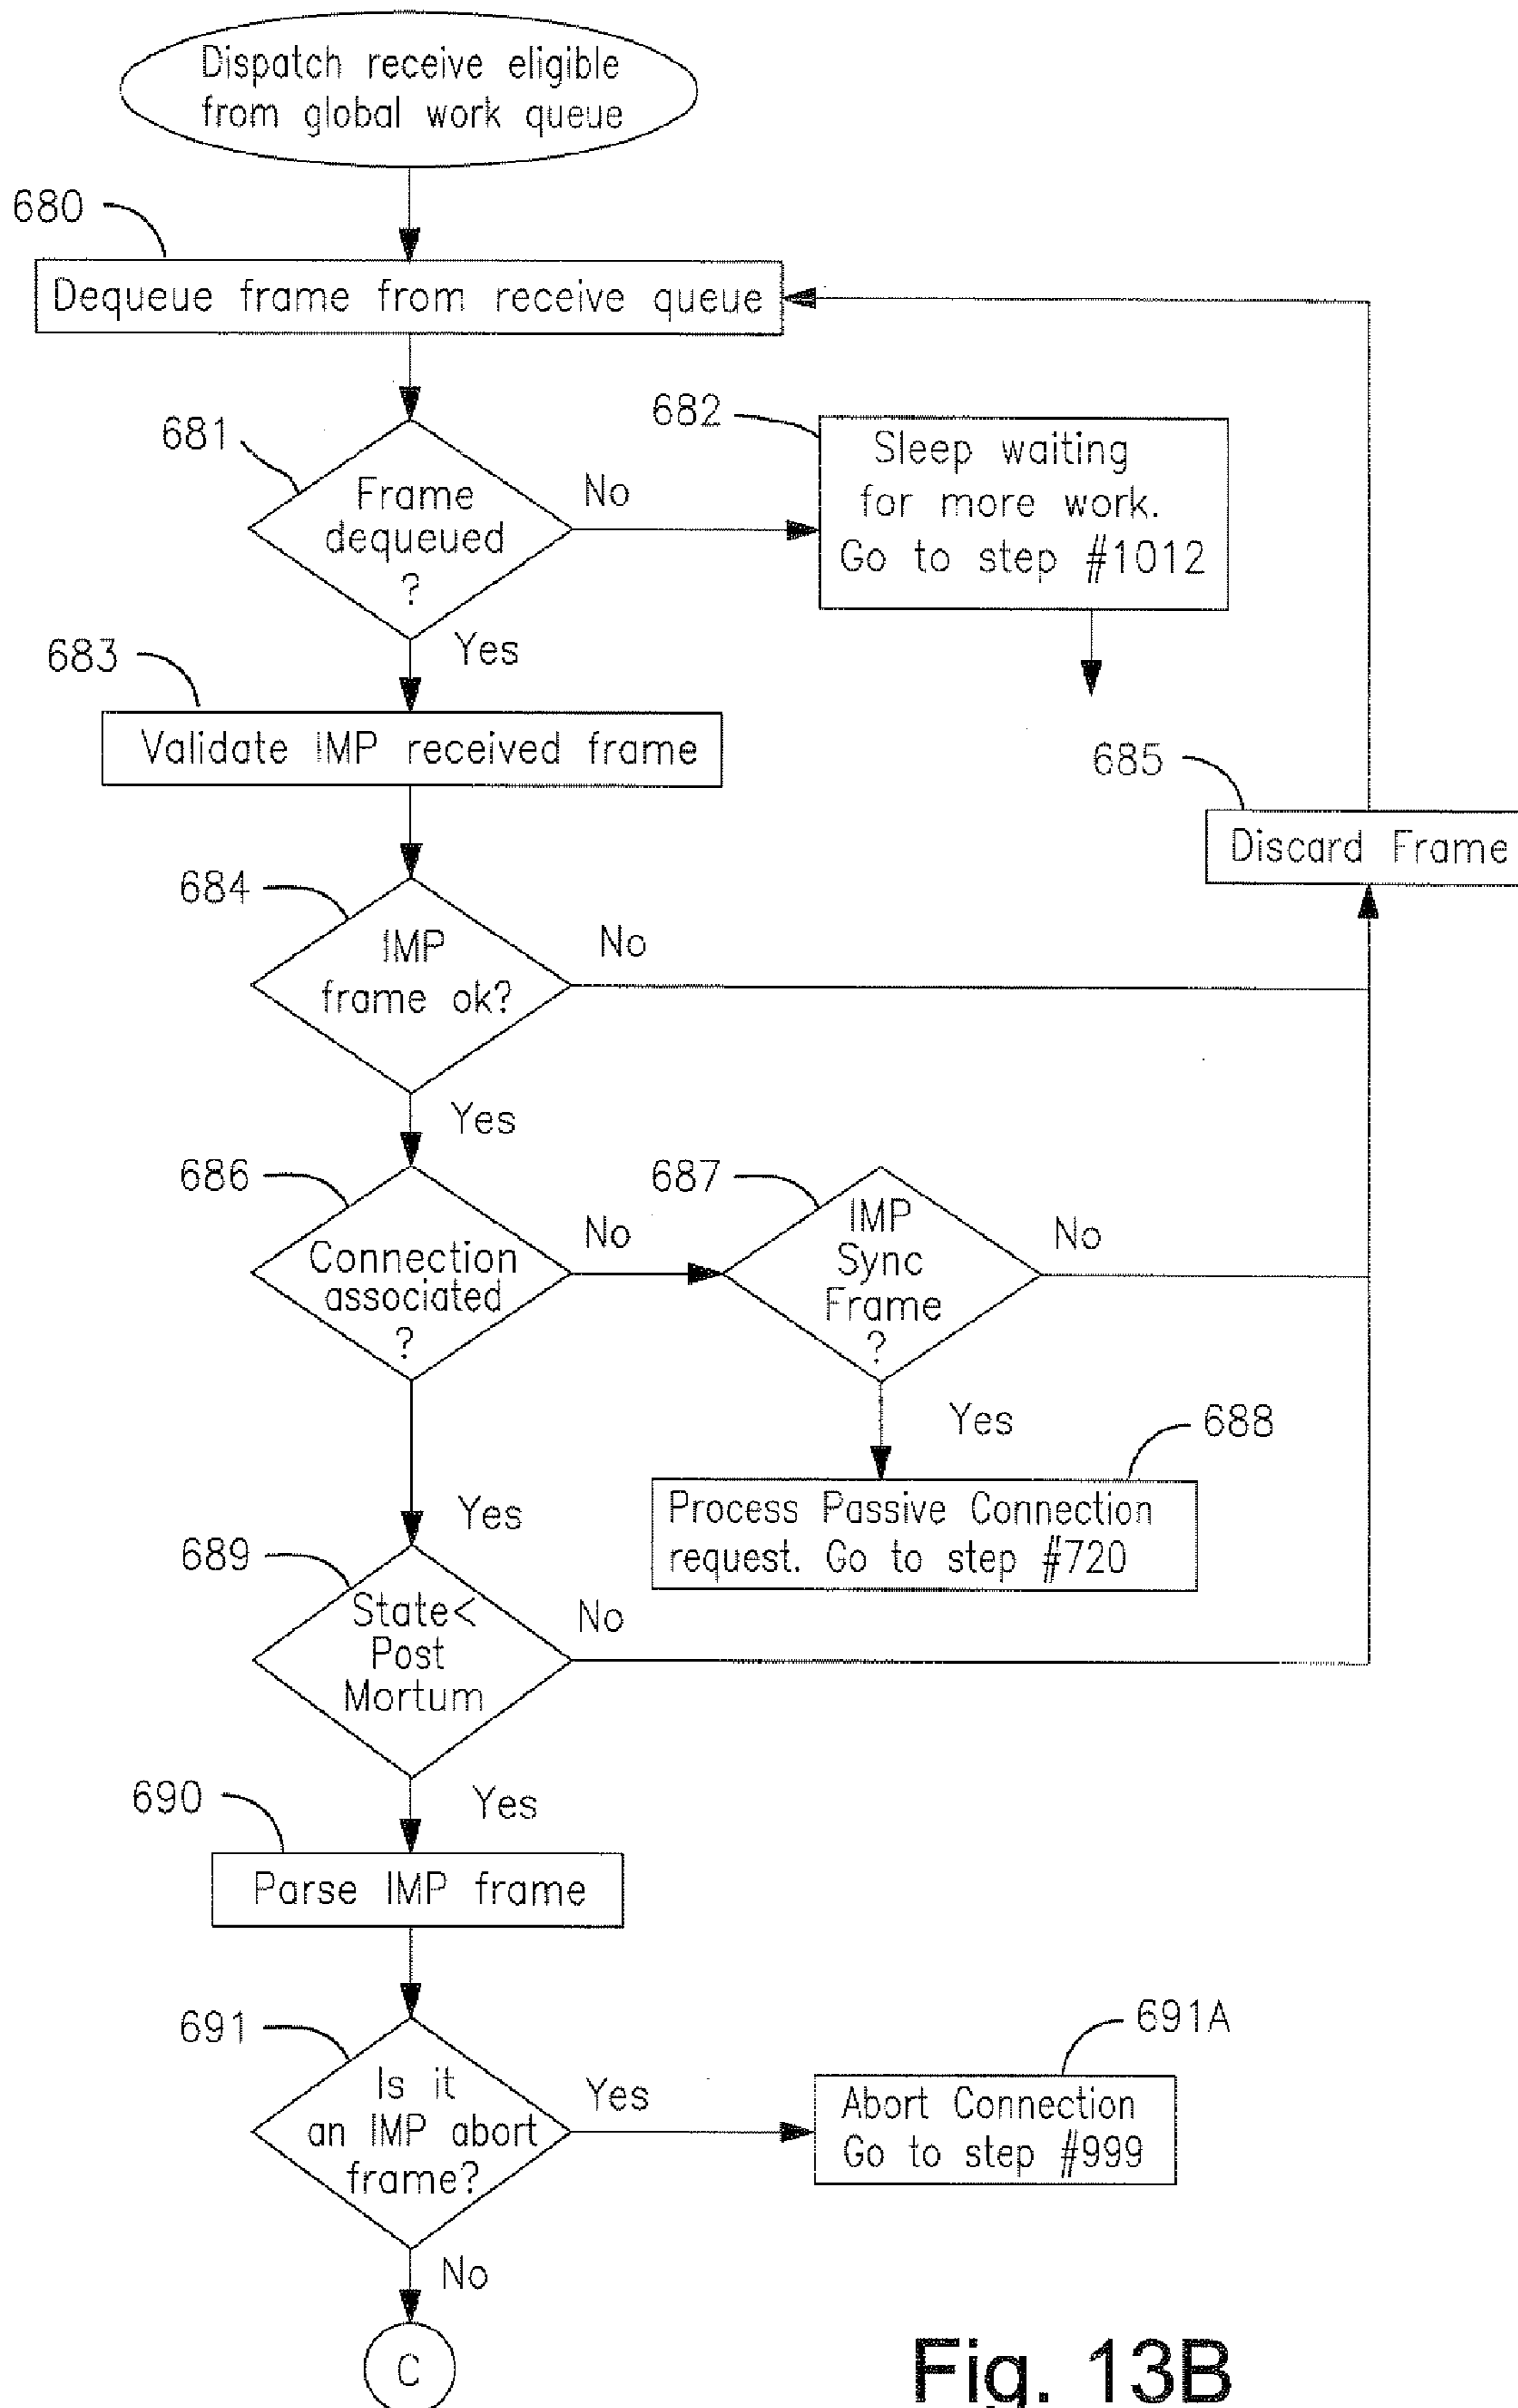 Dispatch receive eligible
from global work queue
680
Dequeue frame from receive queue
681
Frame
dequeued
?
No
682
Sleep waiting
for more work.
Go to step #1012
Yes
683
Validate IMP received frame
685
Discard Frame
684
IMP
frame ok?
No
Yes
686
Connection
associated
?
No
687
IMP
Sync
Frame
?
No
Yes
688
Process Passive Connection
request. Go to step #720
Yes
689
State<
Post
Mortum
No
Yes
690
Parse IMP frame
691
Is it
an IMP abort
frame?
Yes
691A
Abort Connection
Go to step #999
No
C
Fig. 13B